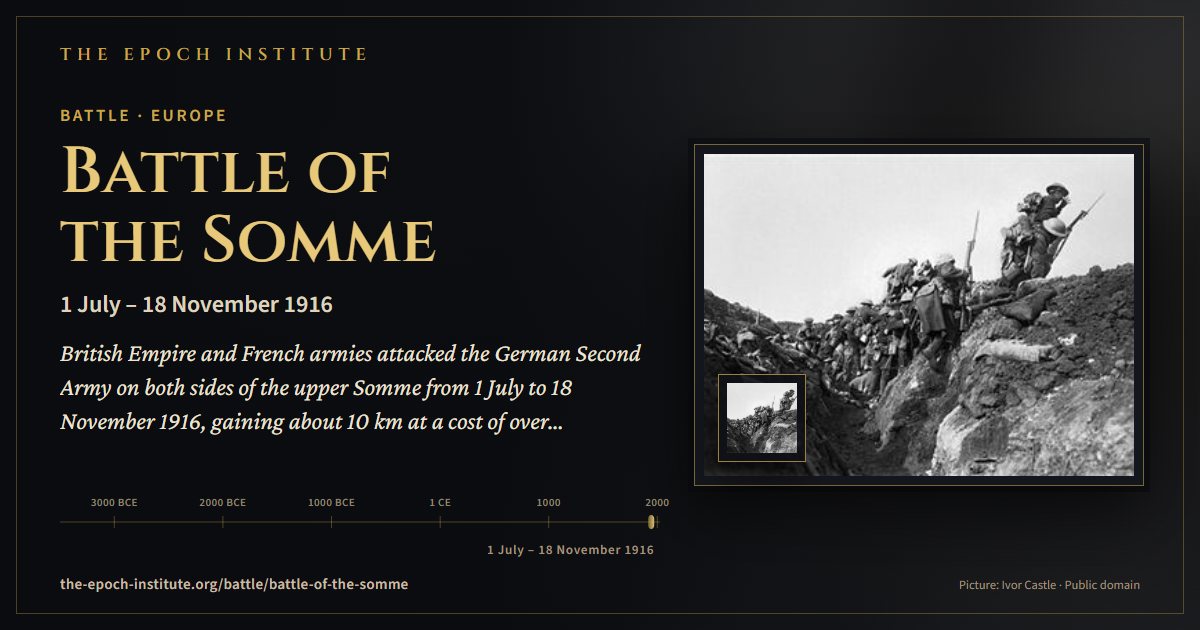 THE EPOCH INSTITUTE
BATTLE · EUROPE
BATTLE OF
THE SOMME
1 July – 18 November 1916
British Empire and French armies attacked the German Second
Army on both sides of the upper Somme from 1 July to 18
November 1916, gaining about 10 km at a cost of over...
3000 BCE 2000 BCE 1000 BCE 1 CE 1000 2000
1 July – 18 November 1916
the-epoch-institute.org/battle/battle-of-the-somme
Picture: Ivor Castle · Public domain